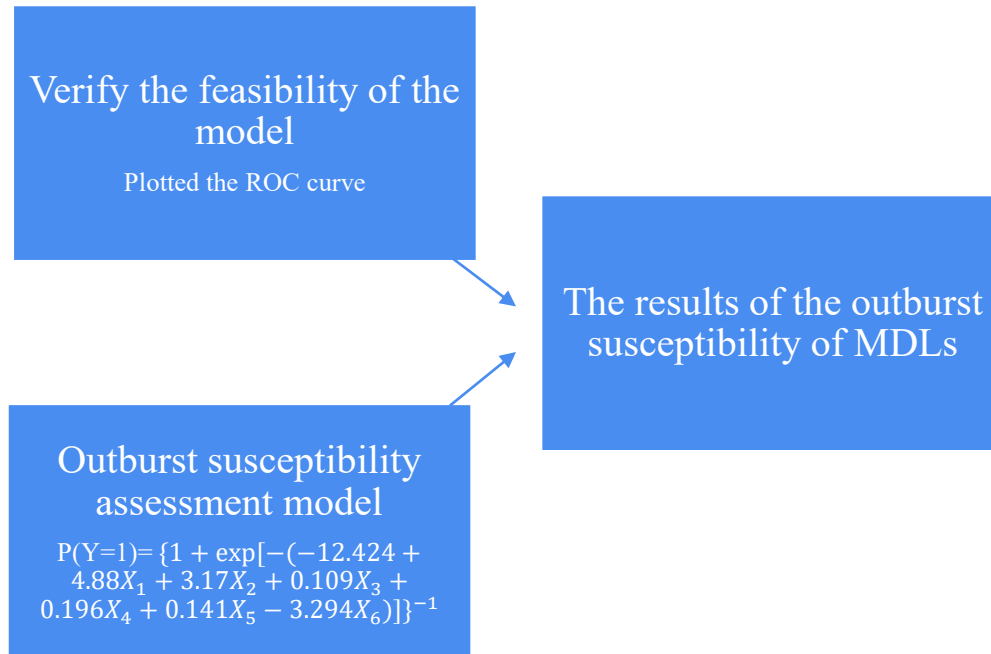 Verify the feasibility of the
model
Plotted the ROC curve
The results of the outburst
susceptibility of MDLs
Outburst susceptibility
assessment model
P(Y=1)= {1 + exp[−(−12.424 +
4.88X₁ + 3.17X₂ + 0.109X₃ +
0.196X₄ + 0.141X₅ − 3.294X₆)]}⁻¹